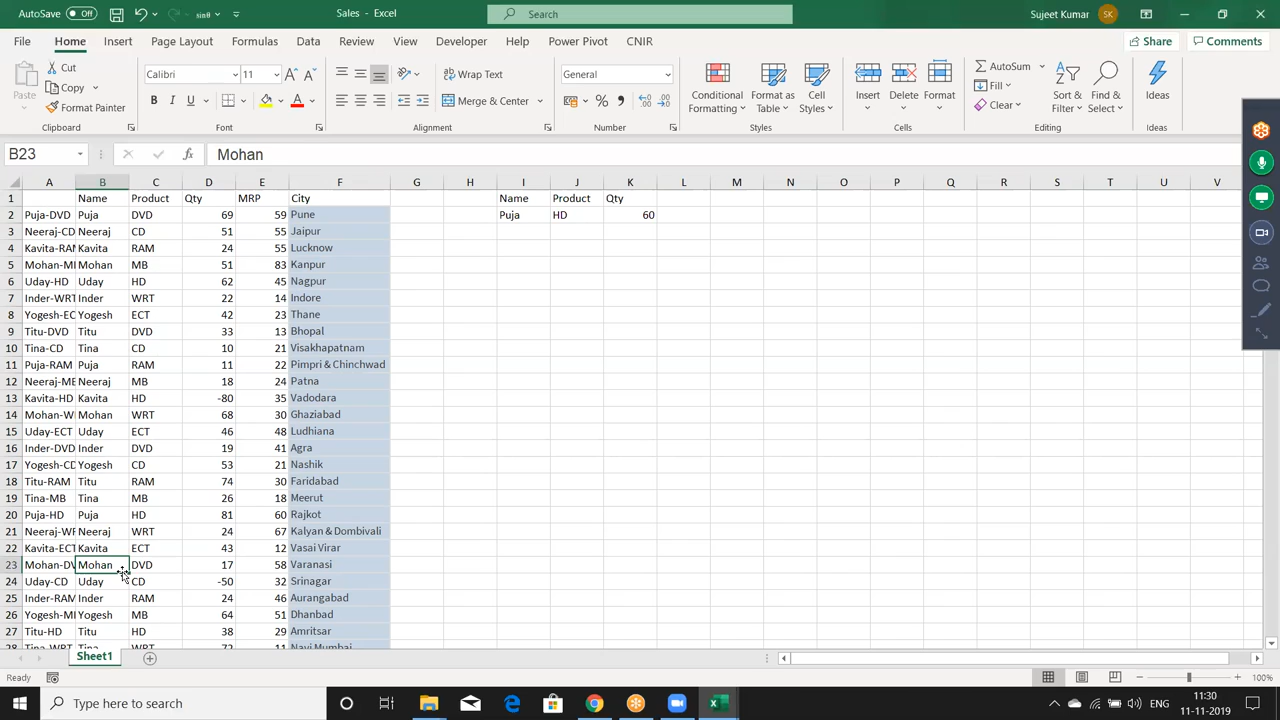 AutoSave Off sinθ Sales - Excel Search Sujeet Kumar SK
File Home Insert Page Layout Formulas Data Review View Developer Help Power Pivot CNIR Share Comments
Paste Cut Copy Format Painter Calibri 11 Wrap Text Merge & Center General Conditional Formatting Format as Table Cell Styles Insert Delete Format AutoSum Fill Clear Sort & Filter Find & Select Ideas
Clipboard Font Alignment Number Styles Cells Editing Ideas
B23 fx Mohan
A B C D E F G H I J K L M N O P Q R S T U V
1 Name Product Qty MRP City Name Product Qty
2 Puja-DVD Puja DVD 69 59 Pune Puja HD 60
3 Neeraj-CD Neeraj CD 51 55 Jaipur
4 Kavita-RAM Kavita RAM 24 55 Lucknow
5 Mohan-MI Mohan MB 51 83 Kanpur
6 Uday-HD Uday HD 62 45 Nagpur
7 Inder-WRT Inder WRT 22 14 Indore
8 Yogesh-EC Yogesh ECT 42 23 Thane
9 Titu-DVD Titu DVD 33 13 Bhopal
10 Tina-CD Tina CD 10 21 Visakhapatnam
11 Puja-RAM Puja RAM 11 22 Pimpri & Chinchwad
12 Neeraj-ME Neeraj MB 18 24 Patna
13 Kavita-HD Kavita HD -80 35 Vadodara
14 Mohan-W Mohan WRT 68 30 Ghaziabad
15 Uday-ECT Uday ECT 46 48 Ludhiana
16 Inder-DVD Inder DVD 19 41 Agra
17 Yogesh-CD Yogesh CD 53 21 Nashik
18 Titu-RAM Titu RAM 74 30 Faridabad
19 Tina-MB Tina MB 26 18 Meerut
20 Puja-HD Puja HD 81 60 Rajkot
21 Neeraj-WF Neeraj WRT 24 67 Kalyan & Dombivali
22 Kavita-ECT Kavita ECT 43 12 Vasai Virar
23 Mohan-DV Mohan DVD 17 58 Varanasi
24 Uday-CD Uday CD -50 32 Srinagar
25 Inder-RAM Inder RAM 24 46 Aurangabad
26 Yogesh-MI Yogesh MB 64 51 Dhanbad
27 Titu-HD Titu HD 38 29 Amritsar
28 Tina-WRT Tina WRT 72 11 Navi Mumbai
Sheet1
Ready 100%
Type here to search ENG 11:30
11-11-2019